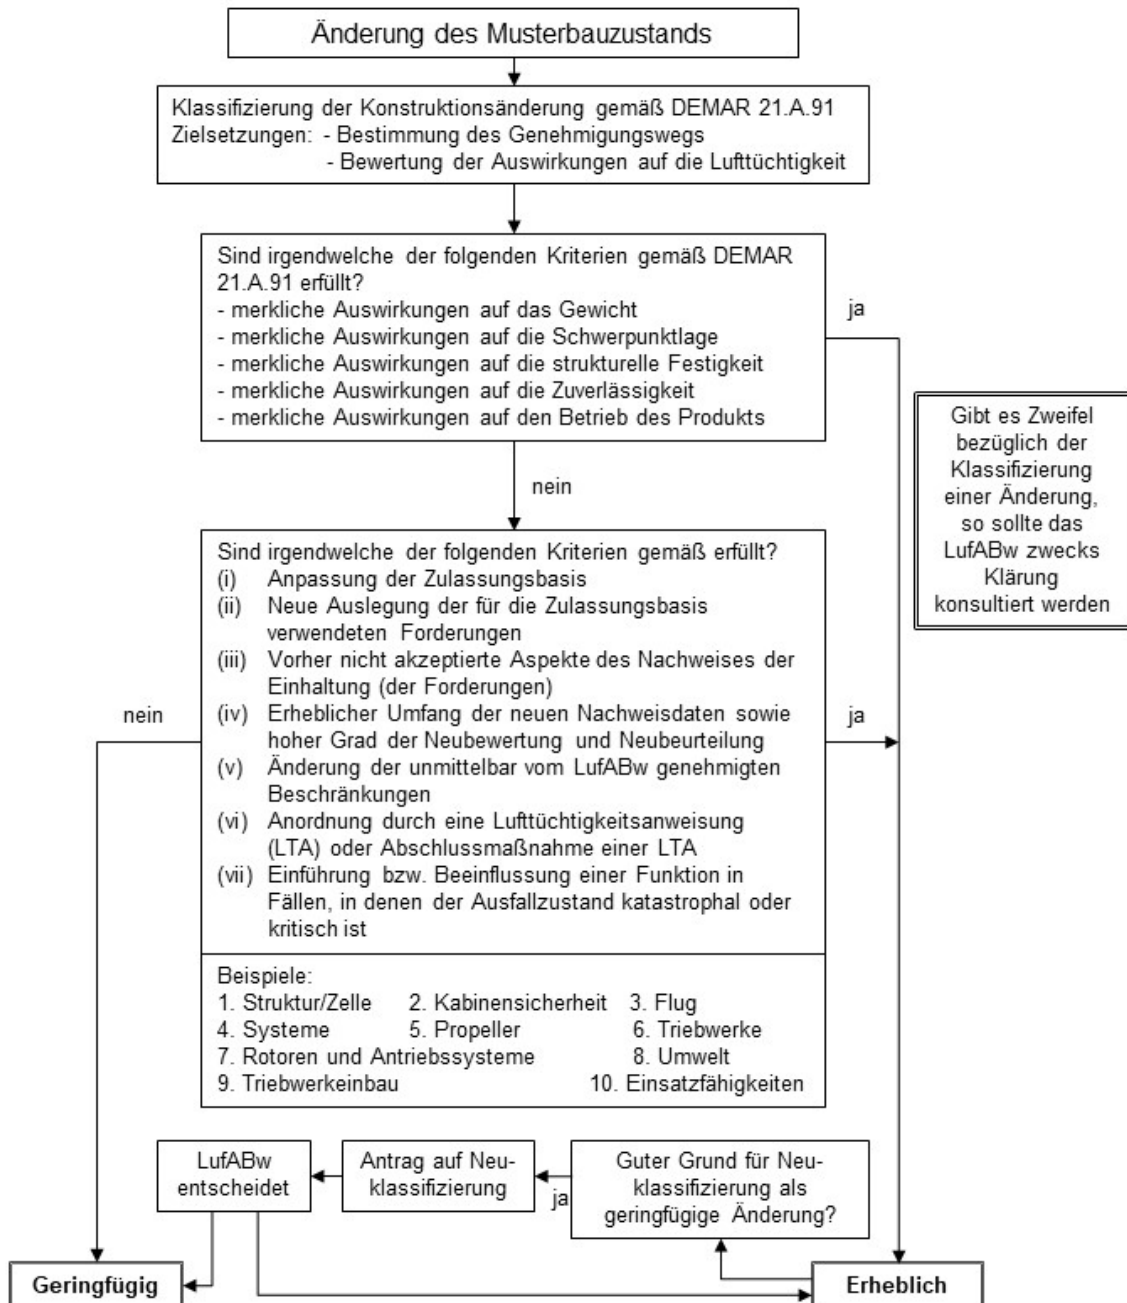 Änderung des Musterbauzustands
Klassifizierung der Konstruktionsänderung gemäß DEMAR 21.A.91
Zielsetzungen: - Bestimmung des Genehmigungswegs
- Bewertung der Auswirkungen auf die Lufttüchtigkeit
Sind irgendwelche der folgenden Kriterien gemäß DEMAR
21.A.91 erfüllt?
- merkliche Auswirkungen auf das Gewicht
- merkliche Auswirkungen auf die Schwerpunktlage
- merkliche Auswirkungen auf die strukturelle Festigkeit
- merkliche Auswirkungen auf die Zuverlässigkeit
- merkliche Auswirkungen auf den Betrieb des Produkts
ja
nein
Gibt es Zweifel
bezüglich der
Klassifizierung
einer Änderung,
so sollte das
LufABw zwecks
Klärung
konsultiert werden
Sind irgendwelche der folgenden Kriterien gemäß erfüllt?
(i) Anpassung der Zulassungsbasis
(ii) Neue Auslegung der für die Zulassungsbasis
verwendeten Forderungen
(iii) Vorher nicht akzeptierte Aspekte des Nachweises der
Einhaltung (der Forderungen)
(iv) Erheblicher Umfang der neuen Nachweisdaten sowie
hoher Grad der Neubewertung und Neubeurteilung
(v) Änderung der unmittelbar vom LufABw genehmigten
Beschränkungen
(vi) Anordnung durch eine Lufttüchtigkeitsanweisung
(LTA) oder Abschlussmaßnahme einer LTA
(vii) Einführung bzw. Beeinflussung einer Funktion in
Fällen, in denen der Ausfallzustand katastrophal oder
kritisch ist
nein
ja
Beispiele:
1. Struktur/Zelle 2. Kabinensicherheit 3. Flug
4. Systeme 5. Propeller 6. Triebwerke
7. Rotoren und Antriebssysteme 8. Umwelt
9. Triebwerkeinbau 10. Einsatzfähigkeiten
LufABw
entscheidet
Antrag auf Neu-
klassifizierung
ja
Guter Grund für Neu-
klassifizierung als
geringfügige Änderung?
Geringfügig
Erheblich